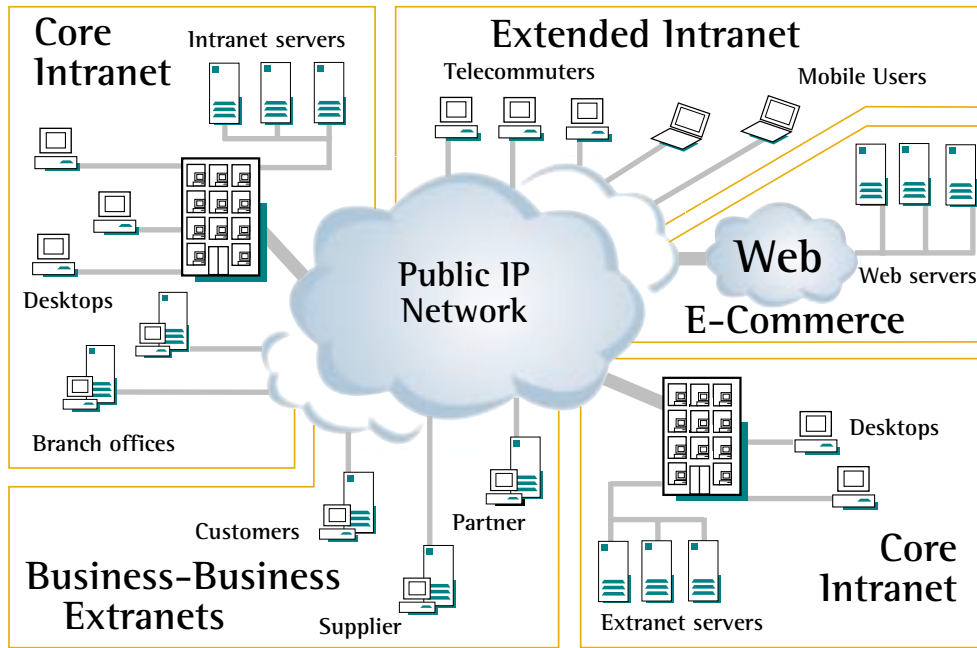 Core
Intranet
Intranet servers
Desktops
Branch offices
Extended Intranet
Telecommuters
Mobile Users
Public IP
Network
Web
Web servers
E-Commerce
Customers
Supplier
Partner
Business-Business
Extranets
Desktops
Extranet servers
Core
Intranet